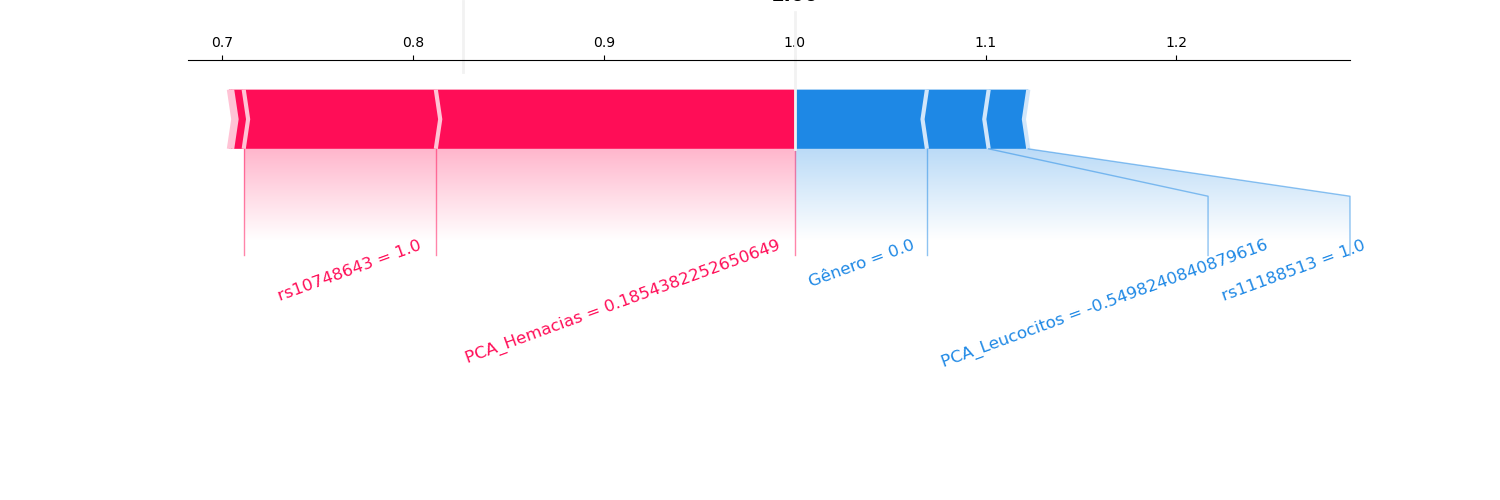 0.7 0.8 0.9 1.0 1.1 1.2
rs10748643 = 1.0
PCA_Hemacias = 0.1854382252650649
Gênero = 0.0
PCA_Leucocitos = -0.5498240840879616
rs11188513 = 1.0